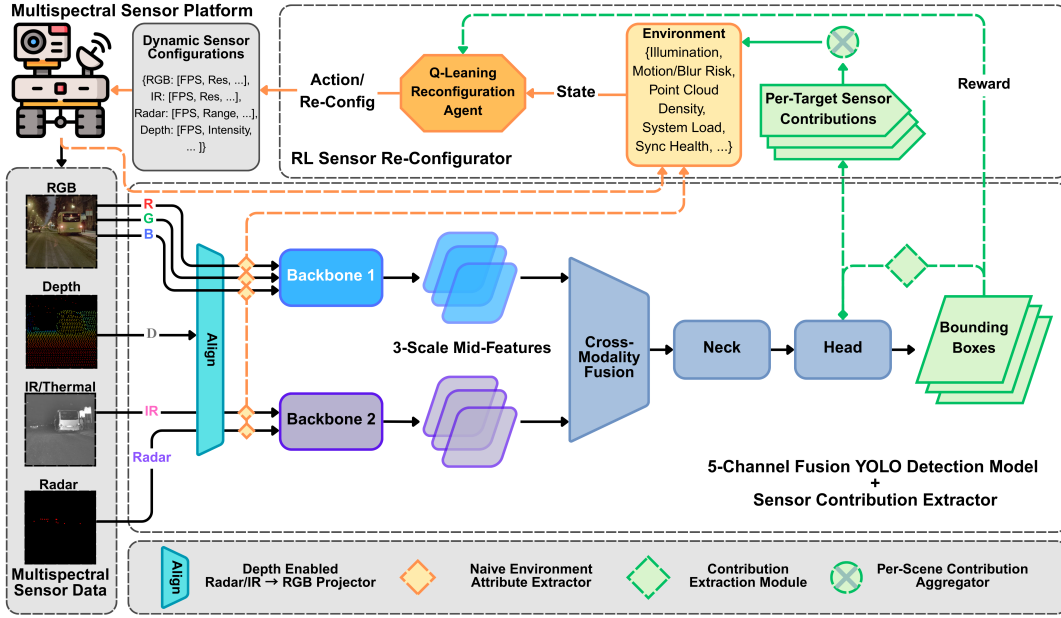 Multispectral Sensor Platform
Dynamic Sensor
Configurations
{RGB: [FPS, Res, ...],
IR: [FPS, Res, ...],
Radar: [FPS, Range, ...],
Depth: [FPS, Intensity,
... ]}
Action/
Re-Config
Q-Leaning
Reconfiguration
Agent
State
Environment
{Illumination,
Motion/Blur Risk,
Point Cloud
Density,
System Load,
Sync Health, ...}
Per-Target Sensor
Contributions
Reward
RL Sensor Re-Configurator
RGB
Depth
IR/Thermal
Radar
Multispectral
Sensor Data
R
G
B
D
IR
Radar
Align
Backbone 1
Backbone 2
3-Scale Mid-Features
Cross-
Modality
Fusion
Neck
Head
Bounding
Boxes
5-Channel Fusion YOLO Detection Model
+
Sensor Contribution Extractor
Align
Depth Enabled
Radar/IR → RGB Projector
Naive Environment
Attribute Extractor
Contribution
Extraction Module
Per-Scene Contribution
Aggregator